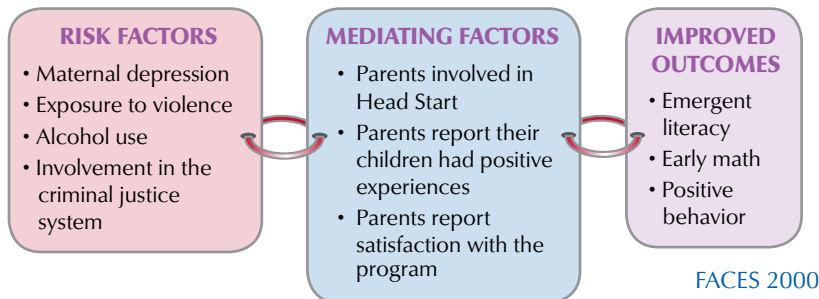 RISK FACTORS
• Maternal depression
• Exposure to violence
• Alcohol use
• Involvement in the
criminal justice
system
MEDIATING FACTORS
• Parents involved in
Head Start
• Parents report their
children had positive
experiences
• Parents report
satisfaction with the
program
IMPROVED
OUTCOMES
• Emergent
literacy
• Early math
• Positive
behavior
FACES 2000